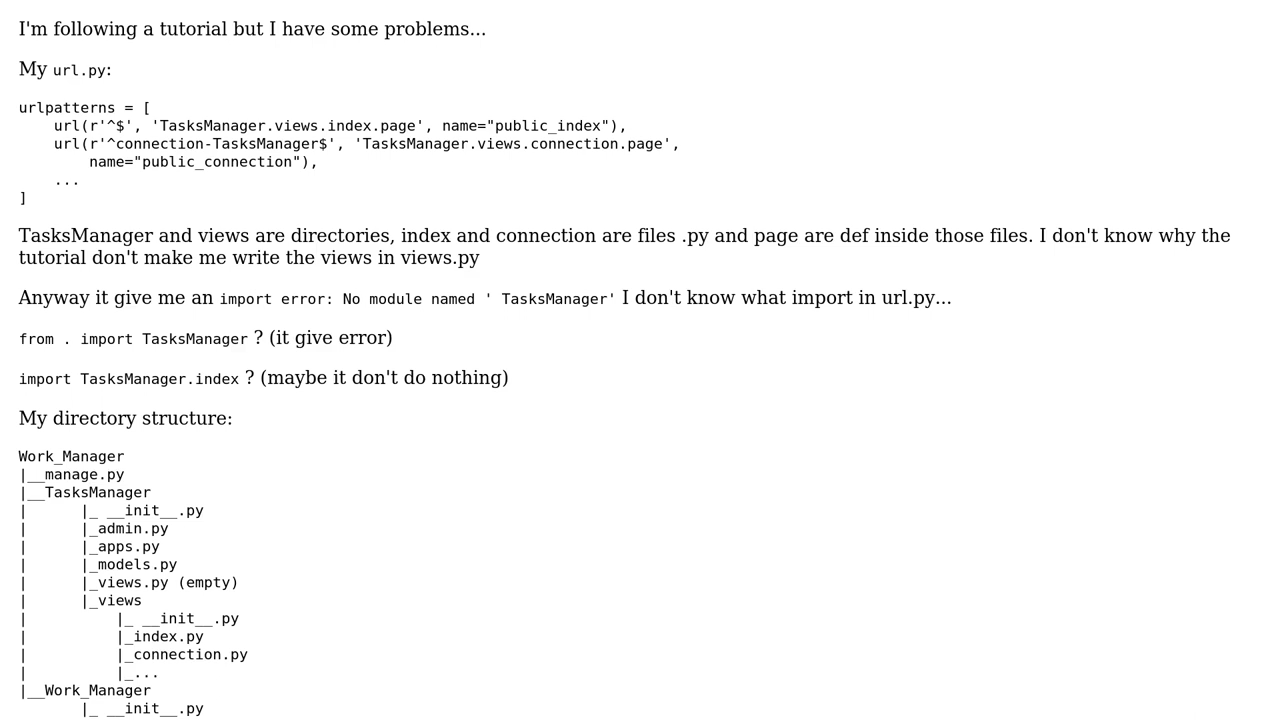 I'm following a tutorial but I have some problems...
My url.py:
urlpatterns = [
    url(r'^$', 'TasksManager.views.index.page', name="public_index"),
    url(r'^connection-TasksManager$', 'TasksManager.views.connection.page',
        name="public_connection"),
    ...
]
TasksManager and views are directories, index and connection are files .py and page are def inside those files. I don't know why the
tutorial don't make me write the views in views.py
Anyway it give me an import error: No module named ' TasksManager' I don't know what import in url.py...
from . import TasksManager ? (it give error)
import TasksManager.index ? (maybe it don't do nothing)
My directory structure:
Work_Manager
|__manage.py
|__TasksManager
|      |_ __init__.py
|      |_admin.py
|      |_apps.py
|      |_models.py
|      |_views.py (empty)
|      |_views
|          |_ __init__.py
|          |_index.py
|          |_connection.py
|          |_...
|__Work_Manager
       |_ __init__.py